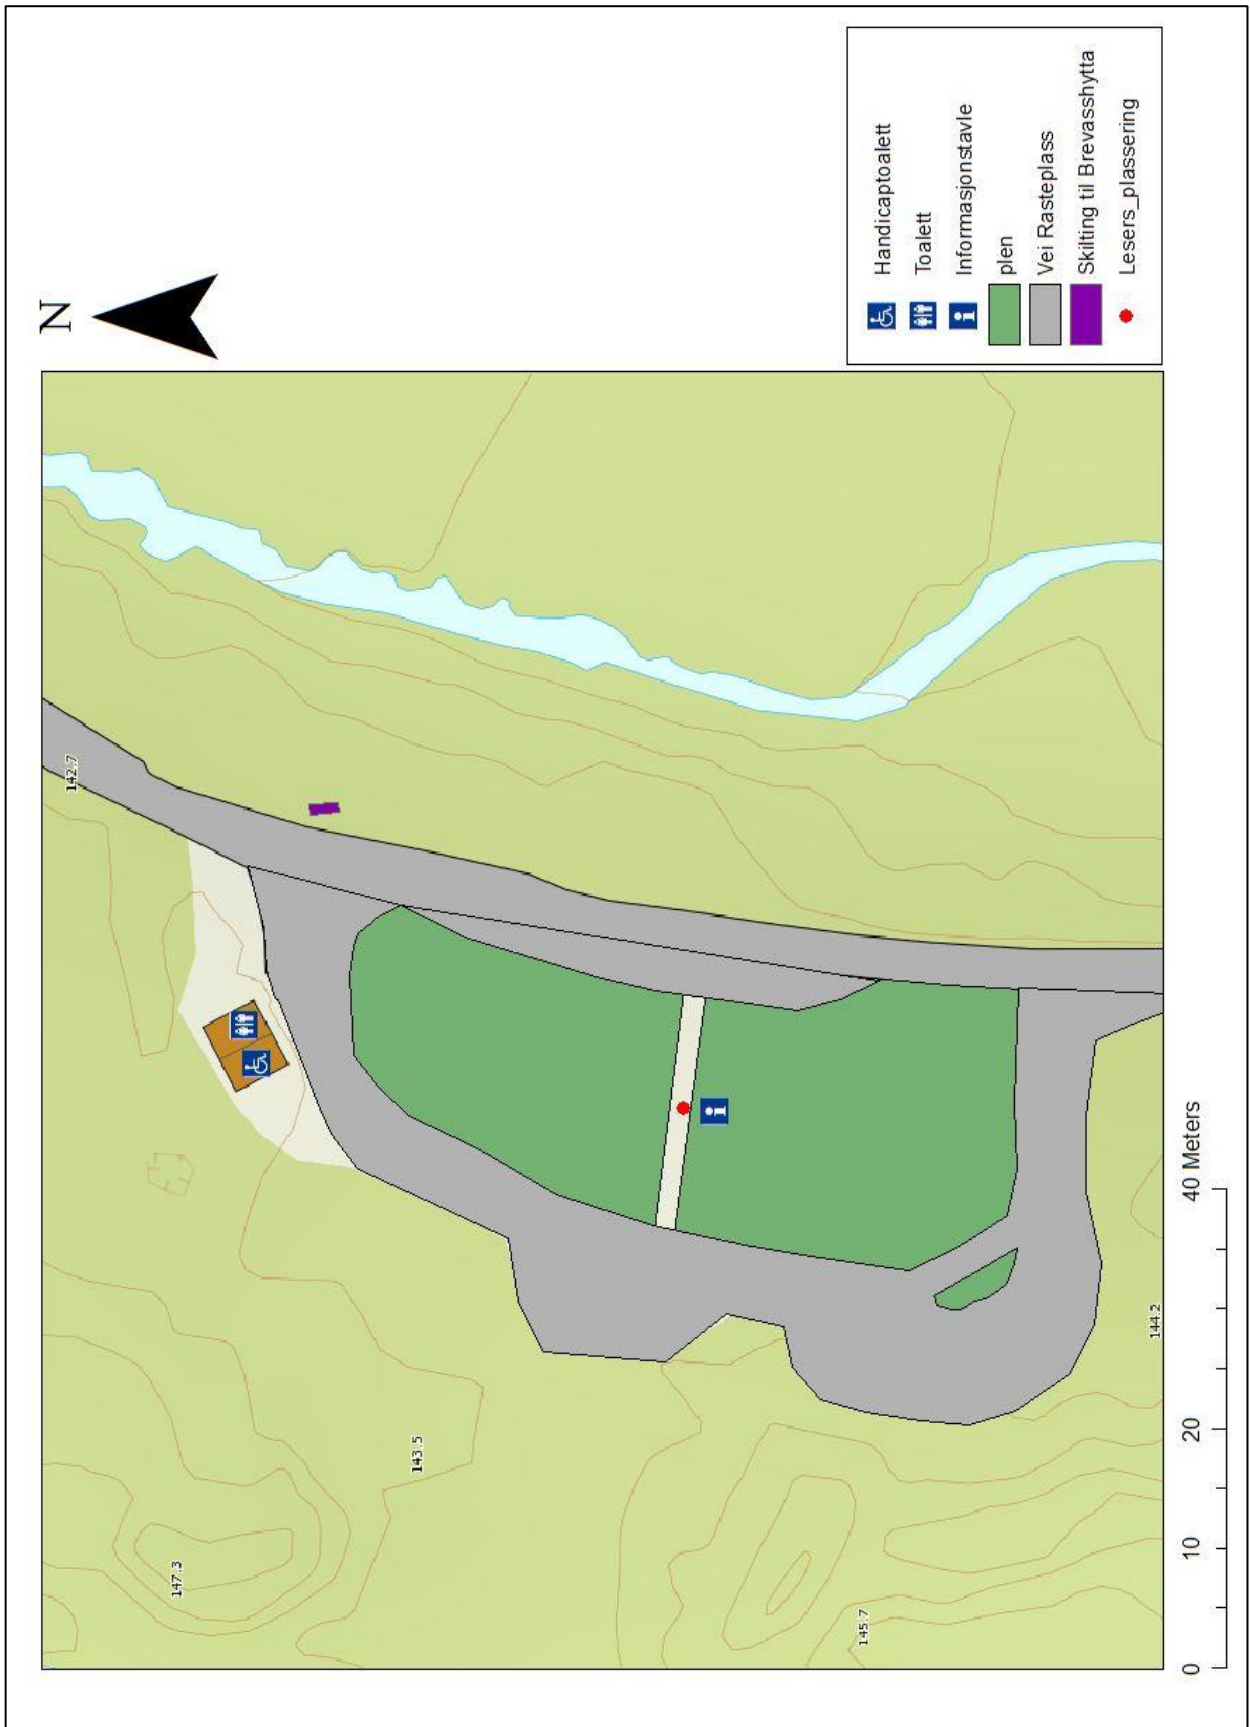 N
142.7
147.3
143.5
145.7
144.2
Handicaptoalett
Toalett
Informasjonstavle
plen
Vei Rasteplass
Skilting til Brevasshytta
Lesers_plassering
0 10 20 40 Meters